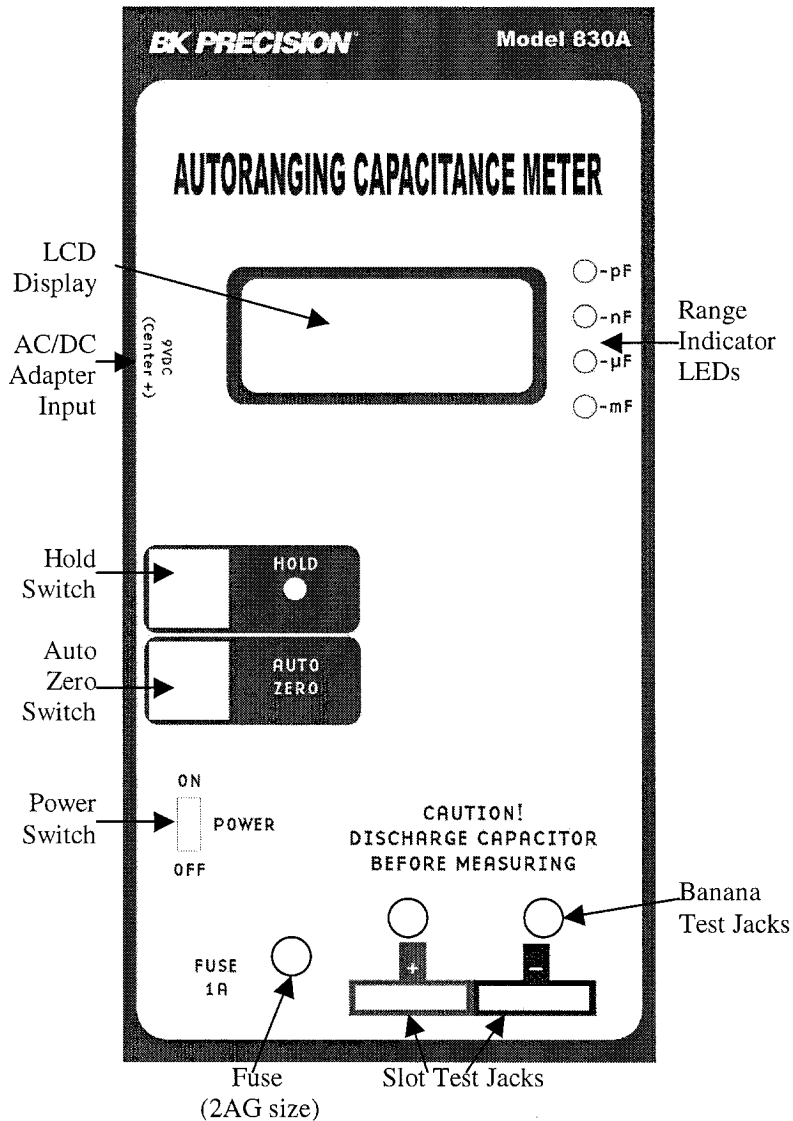 BK PRECISION
Model 830A
AUTORANGING CAPACITANCE METER
LCD
Display
-pF
-nF
-µF
-mF
Range
Indicator
LEDs
AC/DC
Adapter
Input
9VDC
(Center +)
Hold
Switch
HOLD
Auto
Zero
Switch
AUTO
ZERO
Power
Switch
ON
POWER
OFF
CAUTION!
DISCHARGE CAPACITOR
BEFORE MEASURING
Banana
Test Jacks
FUSE
1A
+
−
Fuse
(2AG size)
Slot Test Jacks